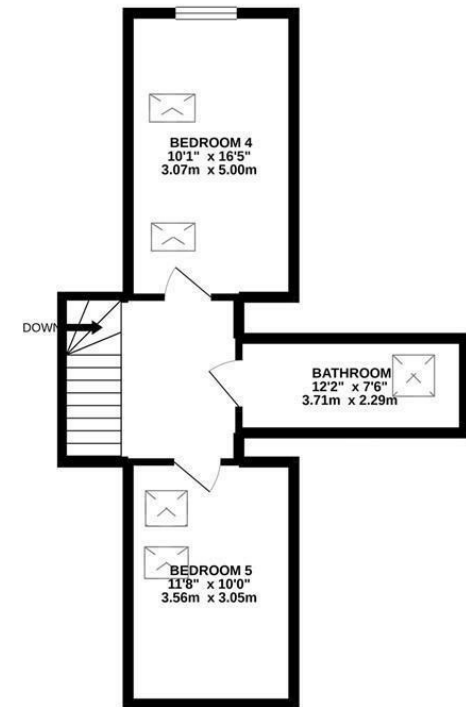 BEDROOM 4
10'1" x 16'5"
3.07m x 5.00m
DOWN
BATHROOM
12'2" x 7'6"
3.71m x 2.29m
BEDROOM 5
11'8" x 10'0"
3.56m x 3.05m